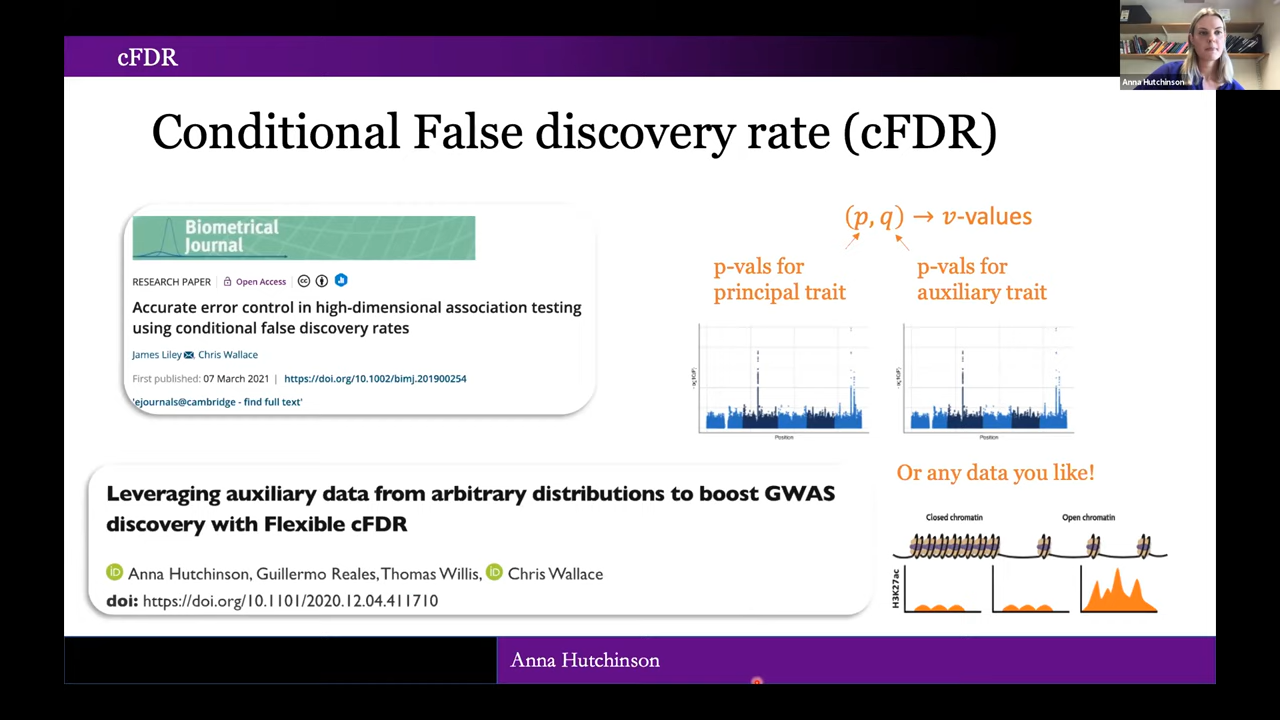 cFDR
Anna Hutchinson
Conditional False discovery rate (cFDR)
Biometrical
Journal
RESEARCH PAPER | Open Access
Accurate error control in high-dimensional association testing
using conditional false discovery rates
James Liley, Chris Wallace
First published: 07 March 2021 | https://doi.org/10.1002/bimj.201900254
'ejournals@cambridge - find full text'
(p, q) → v-values
p-vals for
principal trait
p-vals for
auxiliary trait
Position
Position
Or any data you like!
Closed chromatin
Open chromatin
H3K27ac
Leveraging auxiliary data from arbitrary distributions to boost GWAS
discovery with Flexible cFDR
iD Anna Hutchinson, Guillermo Reales, Thomas Willis, iD Chris Wallace
doi: https://doi.org/10.1101/2020.12.04.411710
Anna Hutchinson